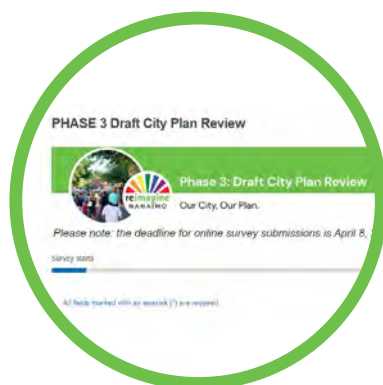 PHASE 3 Draft City Plan Review
Phase 3: Draft City Plan Review
reimagine
NANAIMO
Our City, Our Plan.
Please note: the deadline for online survey submissions is April 8,
Survey starts
All fields marked with an asterisk (*) are required.